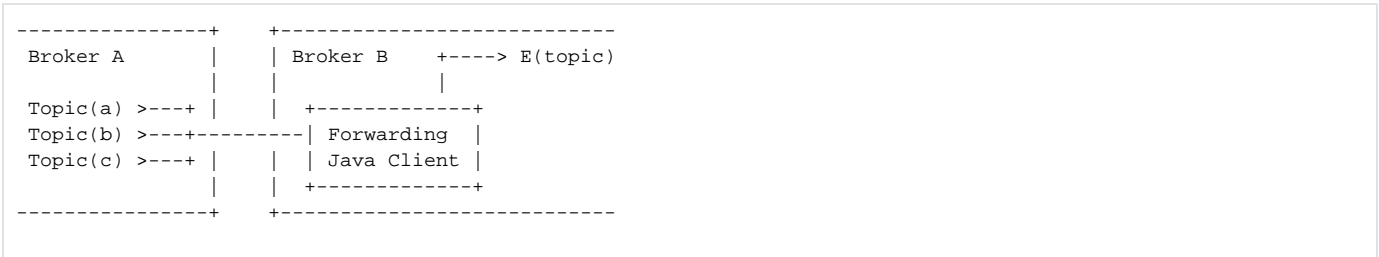 ----------------+    +----------------------------
 Broker A       |    | Broker B    +----> E(topic)
                |    |             |
 Topic(a) >---+ |    |  +-------------+
 Topic(b) >---+---------| Forwarding  |
 Topic(c) >---+ |    |  | Java Client |
                |    |  +-------------+
----------------+    +----------------------------